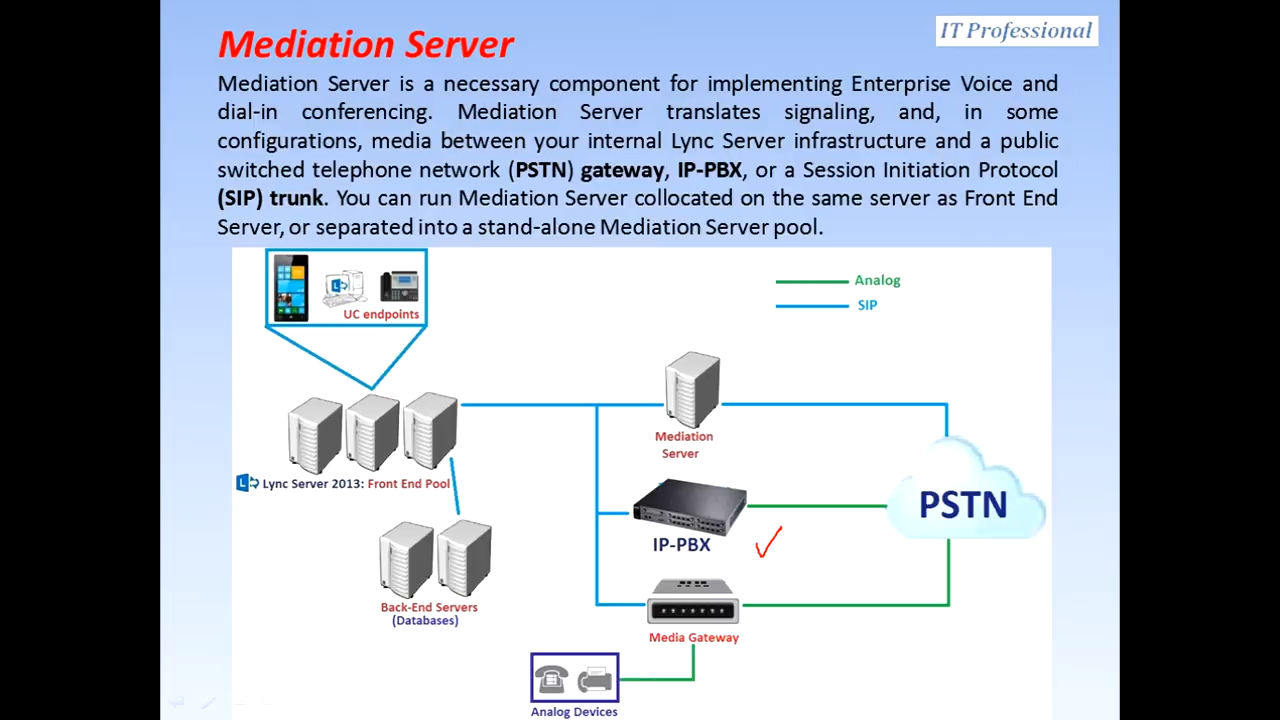 Mediation Server
IT Professional
Mediation Server is a necessary component for implementing Enterprise Voice and
dial-in conferencing. Mediation Server translates signaling, and, in some
configurations, media between your internal Lync Server infrastructure and a public
switched telephone network (PSTN) gateway, IP-PBX, or a Session Initiation Protocol
(SIP) trunk. You can run Mediation Server collocated on the same server as Front End
Server, or separated into a stand-alone Mediation Server pool.
Analog
SIP
UC endpoints
Mediation
Server
Lync Server 2013: Front End Pool
PSTN
IP-PBX
Back-End Servers
(Databases)
Media Gateway
Analog Devices